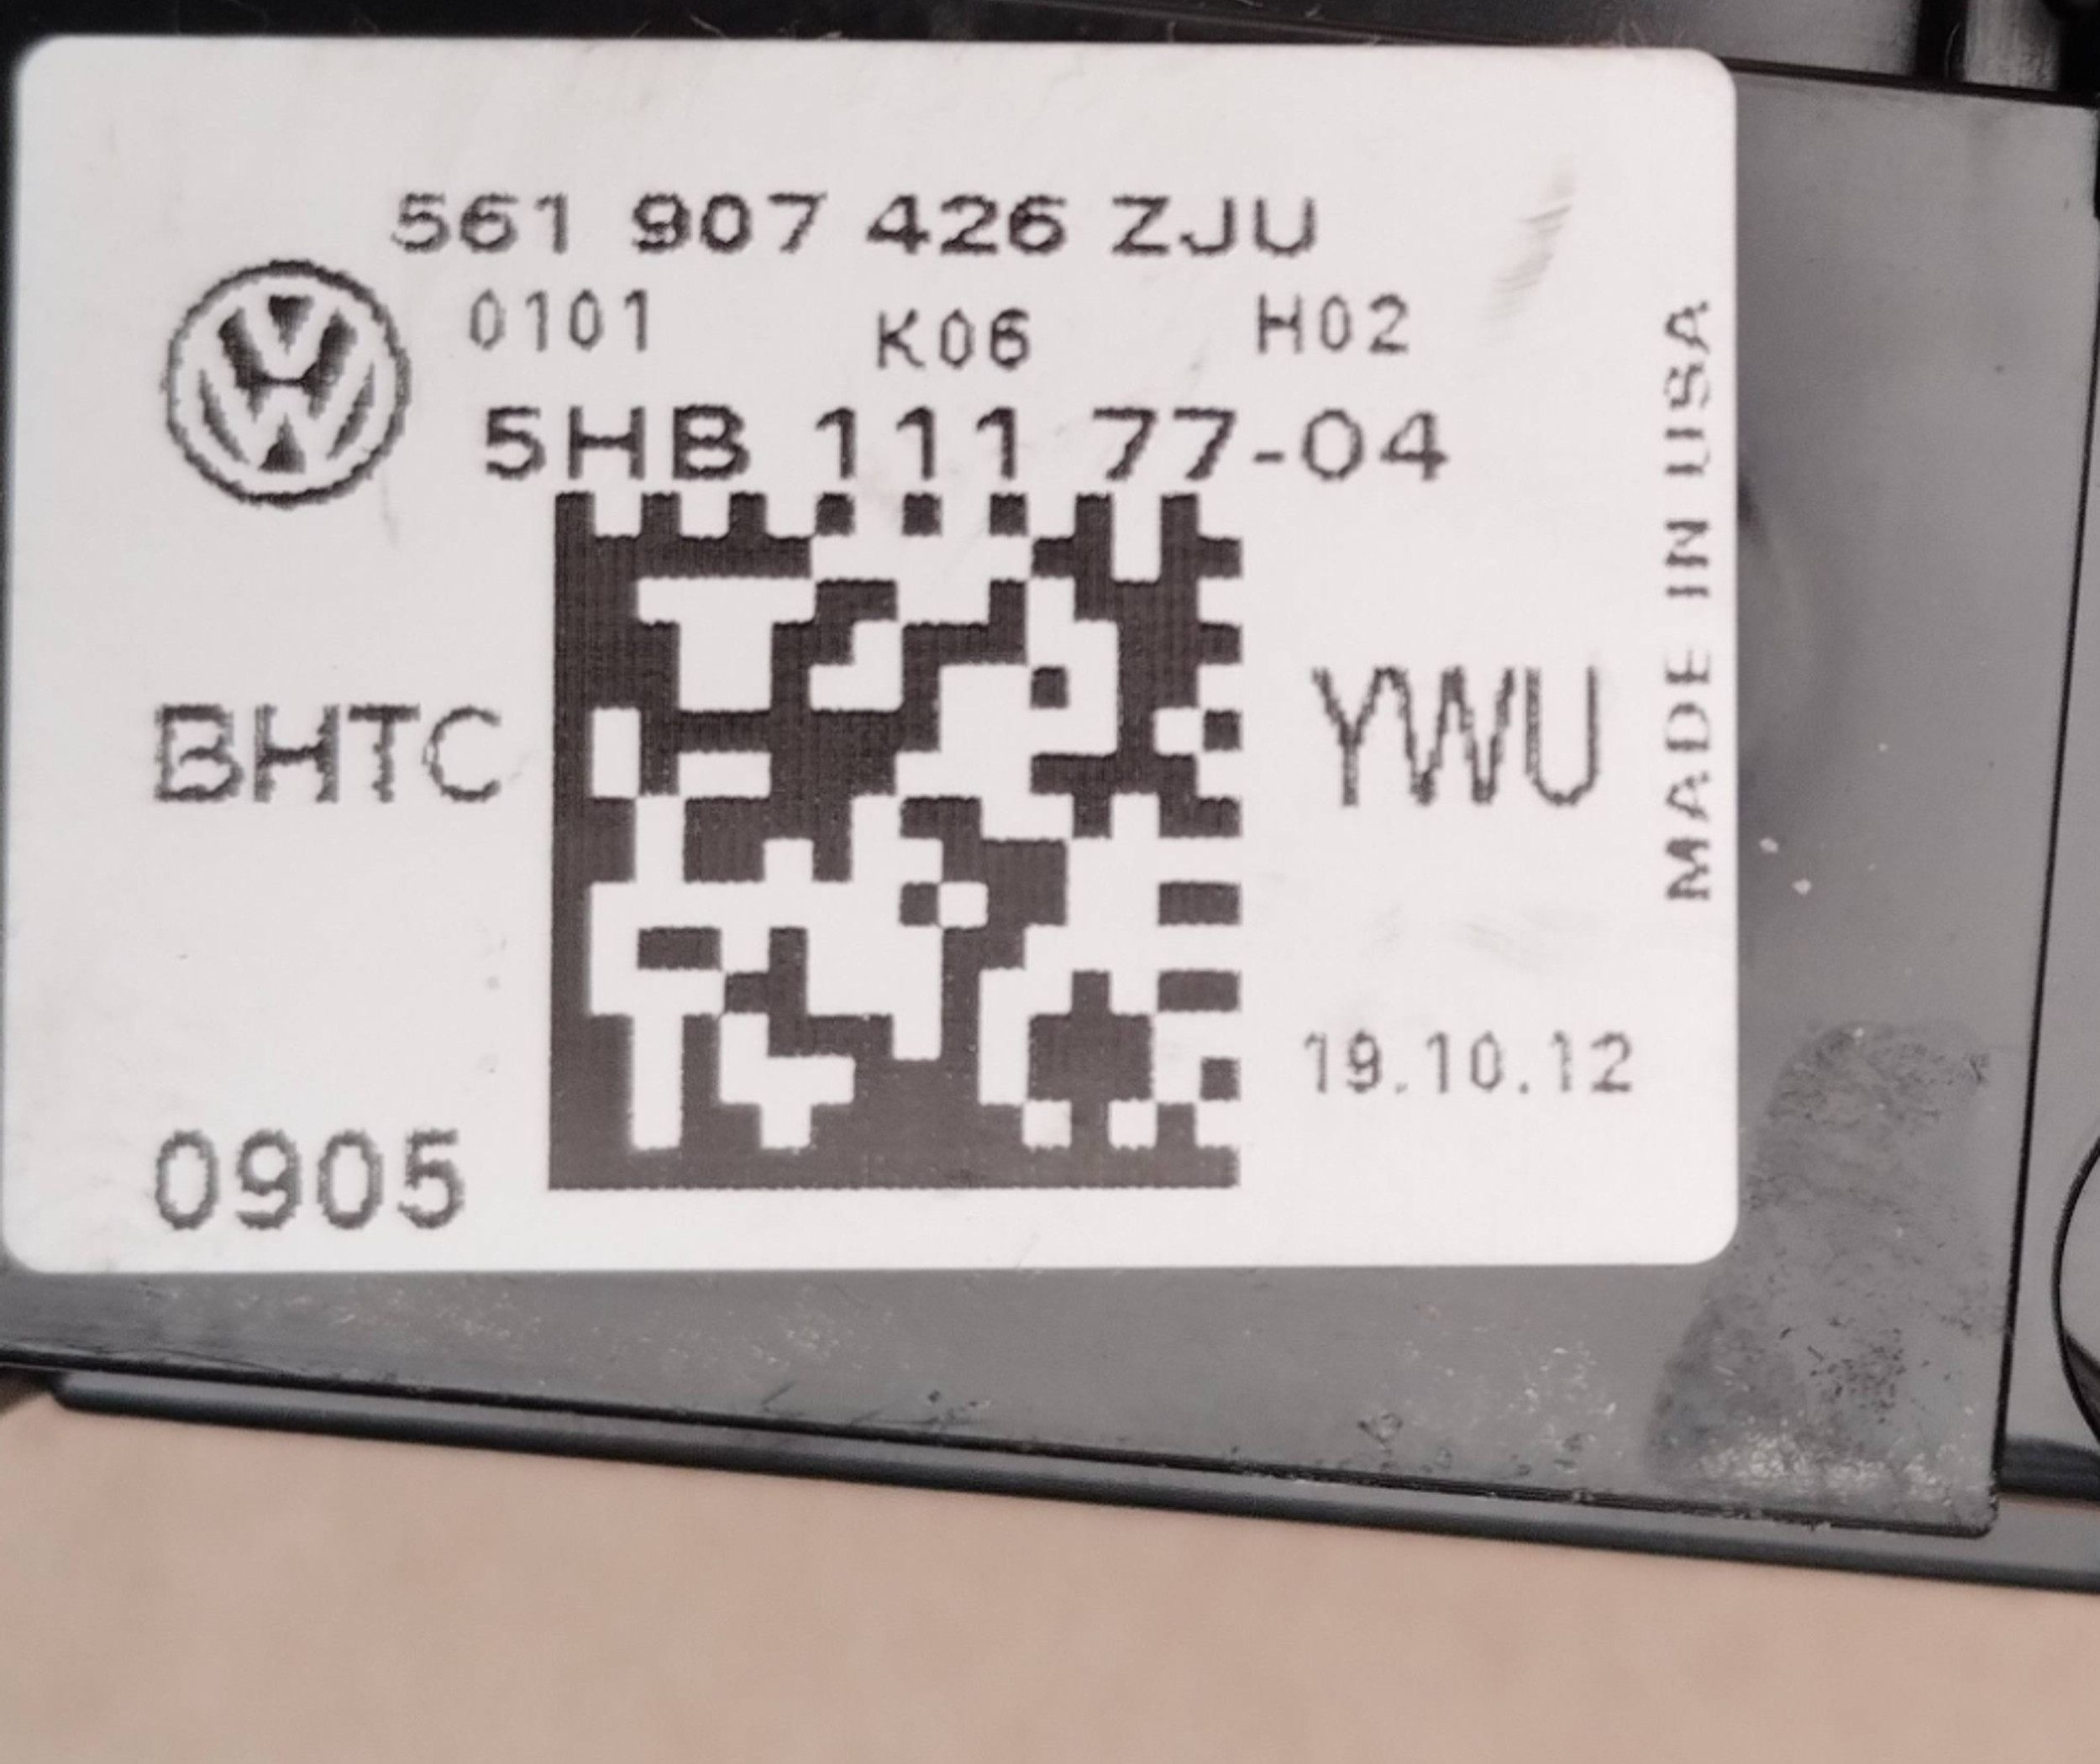 561 907 426 ZJU
0101 K06 H02
5HB 111 77-04
BHTC
YWU
MADE IN USA
19.10.12
0905